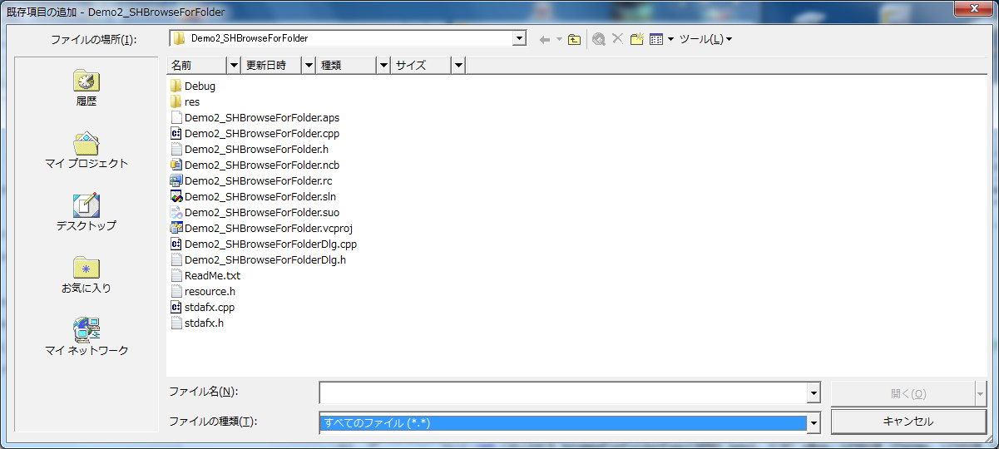 既存項目の追加 - Demo2_SHBrowseForFolder
ファイルの場所(I):
Demo2_SHBrowseForFolder
ツール(L)
履歴
マイ プロジェクト
デスクトップ
お気に入り
マイ ネットワーク
名前 更新日時 種類 サイズ
Debug
res
Demo2_SHBrowseForFolder.aps
Demo2_SHBrowseForFolder.cpp
Demo2_SHBrowseForFolder.h
Demo2_SHBrowseForFolder.ncb
Demo2_SHBrowseForFolder.rc
Demo2_SHBrowseForFolder.sln
Demo2_SHBrowseForFolder.suo
Demo2_SHBrowseForFolder.vcproj
Demo2_SHBrowseForFolderDlg.cpp
Demo2_SHBrowseForFolderDlg.h
ReadMe.txt
resource.h
stdafx.cpp
stdafx.h
ファイル名(N):
開く(O)
ファイルの種類(T):
すべてのファイル (*.*)
キャンセル